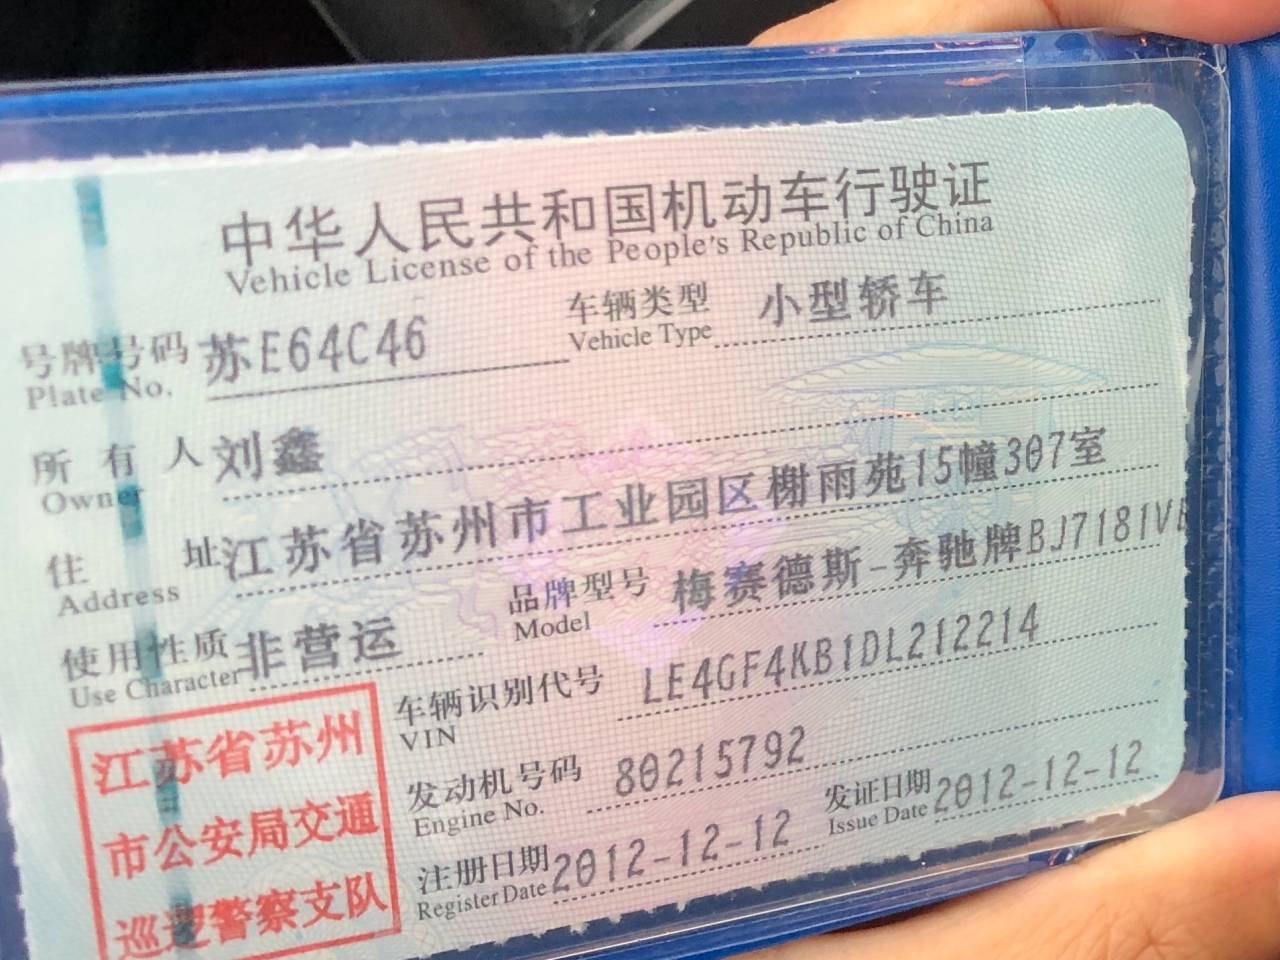 中华人民共和国机动车行驶证
Vehicle License of the People's Republic of China
号牌号码 苏E64C46 车辆类型 小型轿车
Plate No. Vehicle Type
所有人 刘鑫
Owner
住址 江苏省苏州市工业园区榭雨苑15幢307室
Address
使用性质 非营运 品牌型号 梅赛德斯-奔驰牌BJ7181V
Use Character Model
车辆识别代号 LE4GF4KB1DL212214
VIN
发动机号码 80215792
Engine No.
注册日期 2012-12-12 发证日期 2012-12-12
Register Date Issue Date
江苏省苏州
市公安局交通
巡逻警察支队